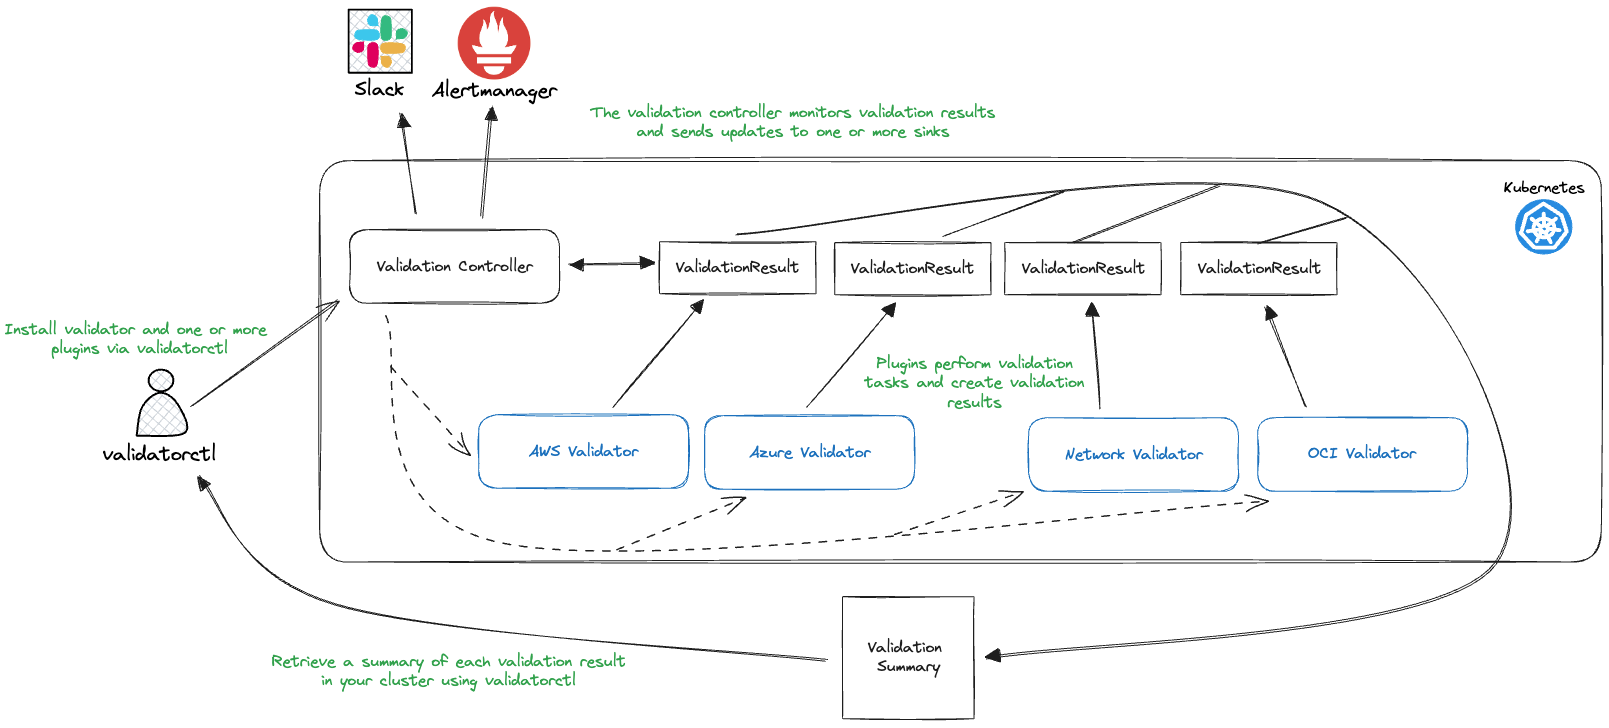 Slack
Alertmanager
The validation controller monitors validation results
and sends updates to one or more sinks
Kubernetes
Validation Controller
ValidationResult
ValidationResult
ValidationResult
ValidationResult
Install validator and one or more
plugins via validatorctl
validatorctl
Plugins perform validation
tasks and create validation
results
AWS Validator
Azure Validator
Network Validator
OCI Validator
Validation
Summary
Retrieve a summary of each validation result
in your cluster using validatorctl